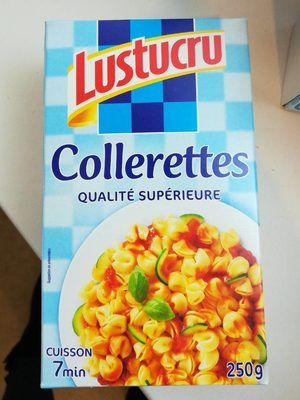 Lustucru
Collerettes
QUALITÉ SUPÉRIEURE
CUISSON
7min
250g